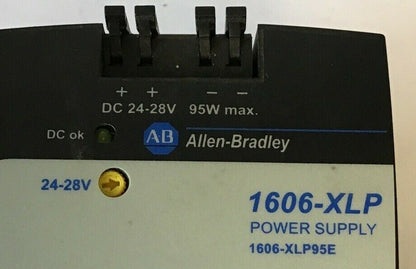 + + − −
DC 24-28V 95W max.
DC ok
AB Allen-Bradley
24-28V
1606-XLP
POWER SUPPLY
1606-XLP95E